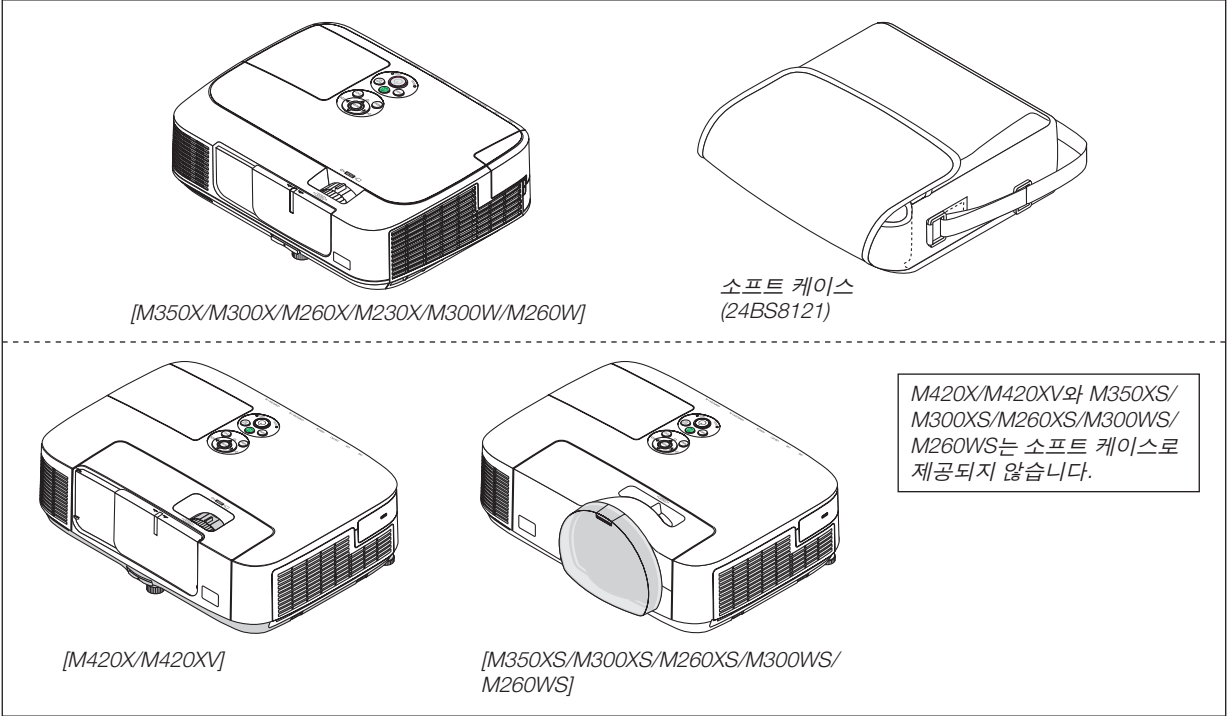 [M350X/M300X/M260X/M230X/M300W/M260W]
소프트 케이스
(24BS8121)
M420X/M420XV와 M350XS/
M300XS/M260XS/M300WS/
M260WS는 소프트 케이스로
제공되지 않습니다.
[M420X/M420XV]
[M350XS/M300XS/M260XS/M300WS/
M260WS]